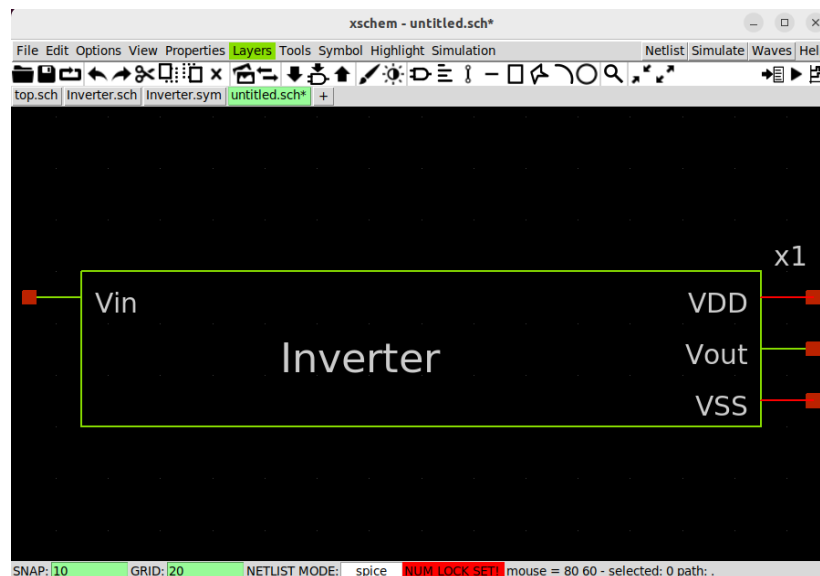 xschem - untitled.sch*
File Edit Options View Properties Layers Tools Symbol Highlight Simulation Netlist Simulate Waves Hel
top.sch Inverter.sch Inverter.sym untitled.sch* +
x1
Vin VDD
Inverter Vout
VSS
SNAP: 10 GRID: 20 NETLIST MODE: spice NUM LOCK SET! mouse = 80 60 - selected: 0 path: .